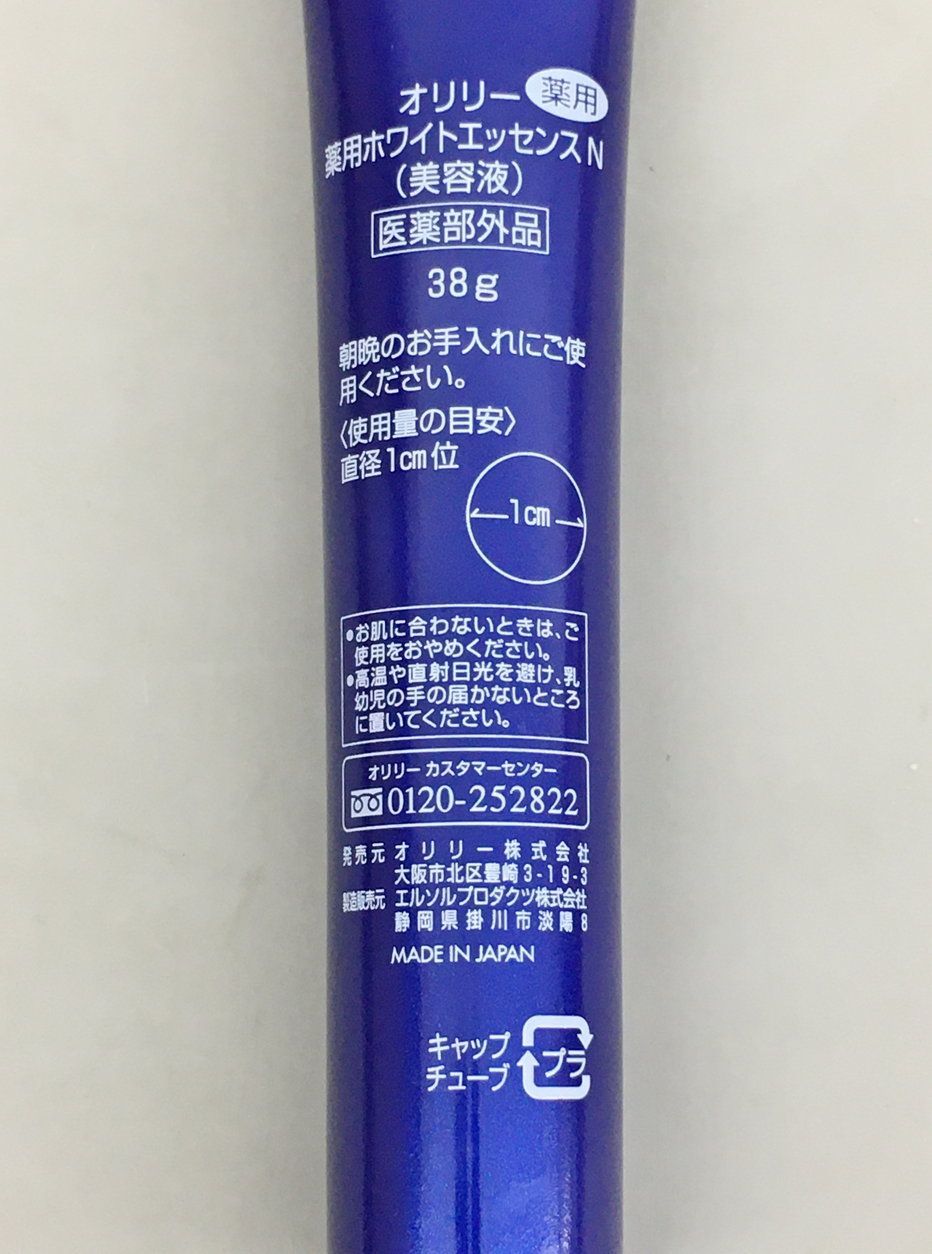 オリリー 薬用
薬用ホワイトエッセンスN
（美容液）
医薬部外品
38g
朝晩のお手入れにご使
用ください。
〈使用量の目安〉
直径1cm位
1cm
●お肌に合わないときは、ご
使用をおやめください。
●高温や直射日光を避け、乳
幼児の手の届かないところ
に置いてください。
オリリー カスタマーセンター
0120-252822
発売元 オリリー株式会社
大阪市北区豊崎3-19-3
製造販売元 エルソルプロダクツ株式会社
静岡県掛川市淡陽8
MADE IN JAPAN
キャップ
チューブ
プラ